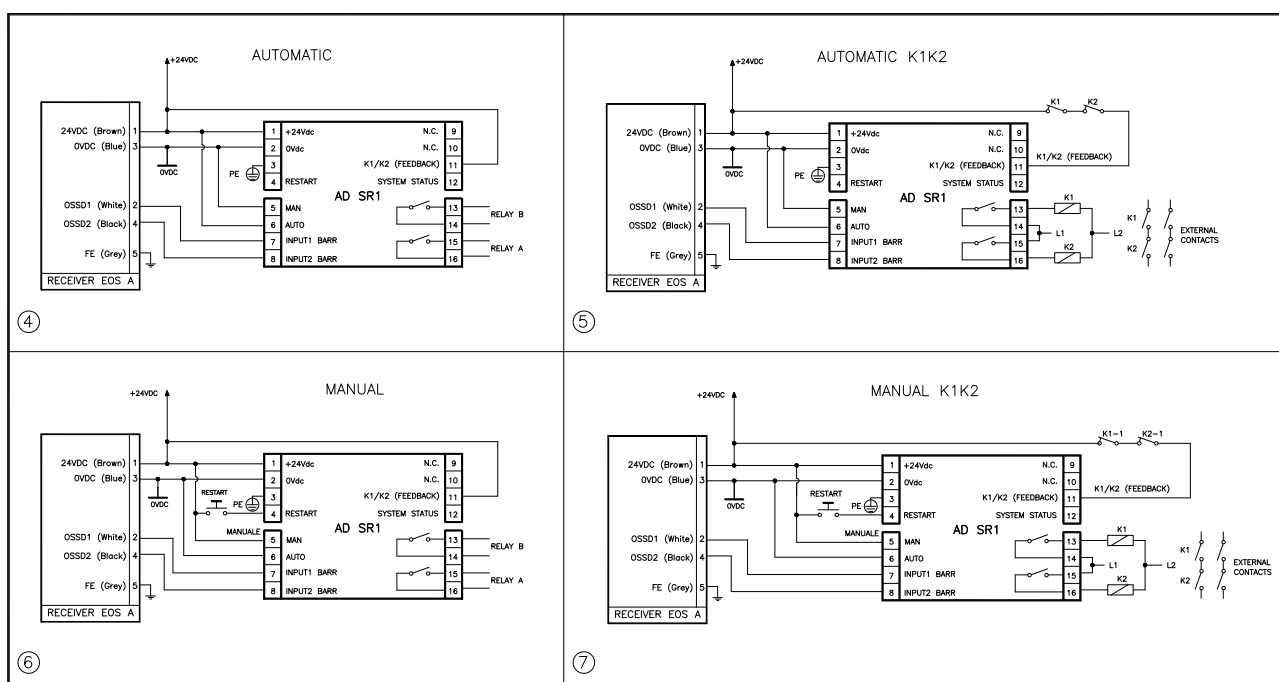 AUTOMATIC
+24VDC
24VDC (Brown) 1
0VDC (Blue) 3
0VDC
OSSD1 (White) 2
OSSD2 (Black) 4
FE (Grey) 5
RECEIVER EOS A
PE
1 +24Vdc
2 0Vdc
3
4 RESTART
5 MAN
6 AUTO
7 INPUT1 BARR
8 INPUT2 BARR
AD SR1
N.C. 9
N.C. 10
K1/K2 (FEEDBACK) 11
SYSTEM STATUS 12
13
14
15
16
RELAY B
RELAY A
4
AUTOMATIC K1K2
+24VDC
24VDC (Brown) 1
0VDC (Blue) 3
0VDC
OSSD1 (White) 2
OSSD2 (Black) 4
FE (Grey) 5
RECEIVER EOS A
PE
1 +24Vdc
2 0Vdc
3
4 RESTART
5 MAN
6 AUTO
7 INPUT1 BARR
8 INPUT2 BARR
AD SR1
N.C. 9
N.C. 10
K1/K2 (FEEDBACK) 11
SYSTEM STATUS 12
13
14
15
16
K1 K2
K1/K2 (FEEDBACK)
K1
L1
L2
K2
K1
K2
EXTERNAL
CONTACTS
5
MANUAL
+24VDC
24VDC (Brown) 1
0VDC (Blue) 3
0VDC
OSSD1 (White) 2
OSSD2 (Black) 4
FE (Grey) 5
RECEIVER EOS A
RESTART
PE
MANUALE
1 +24Vdc
2 0Vdc
3
4 RESTART
5 MAN
6 AUTO
7 INPUT1 BARR
8 INPUT2 BARR
AD SR1
N.C. 9
N.C. 10
K1/K2 (FEEDBACK) 11
SYSTEM STATUS 12
13
14
15
16
RELAY B
RELAY A
6
MANUAL K1K2
+24VDC
24VDC (Brown) 1
0VDC (Blue) 3
0VDC
OSSD1 (White) 2
OSSD2 (Black) 4
FE (Grey) 5
RECEIVER EOS A
RESTART
PE
MANUALE
1 +24Vdc
2 0Vdc
3
4 RESTART
5 MAN
6 AUTO
7 INPUT1 BARR
8 INPUT2 BARR
AD SR1
N.C. 9
N.C. 10
K1/K2 (FEEDBACK) 11
SYSTEM STATUS 12
13
14
15
16
K1-1 K2-1
K1/K2 (FEEDBACK)
K1
L1
L2
K2
K1
K2
EXTERNAL
CONTACTS
7